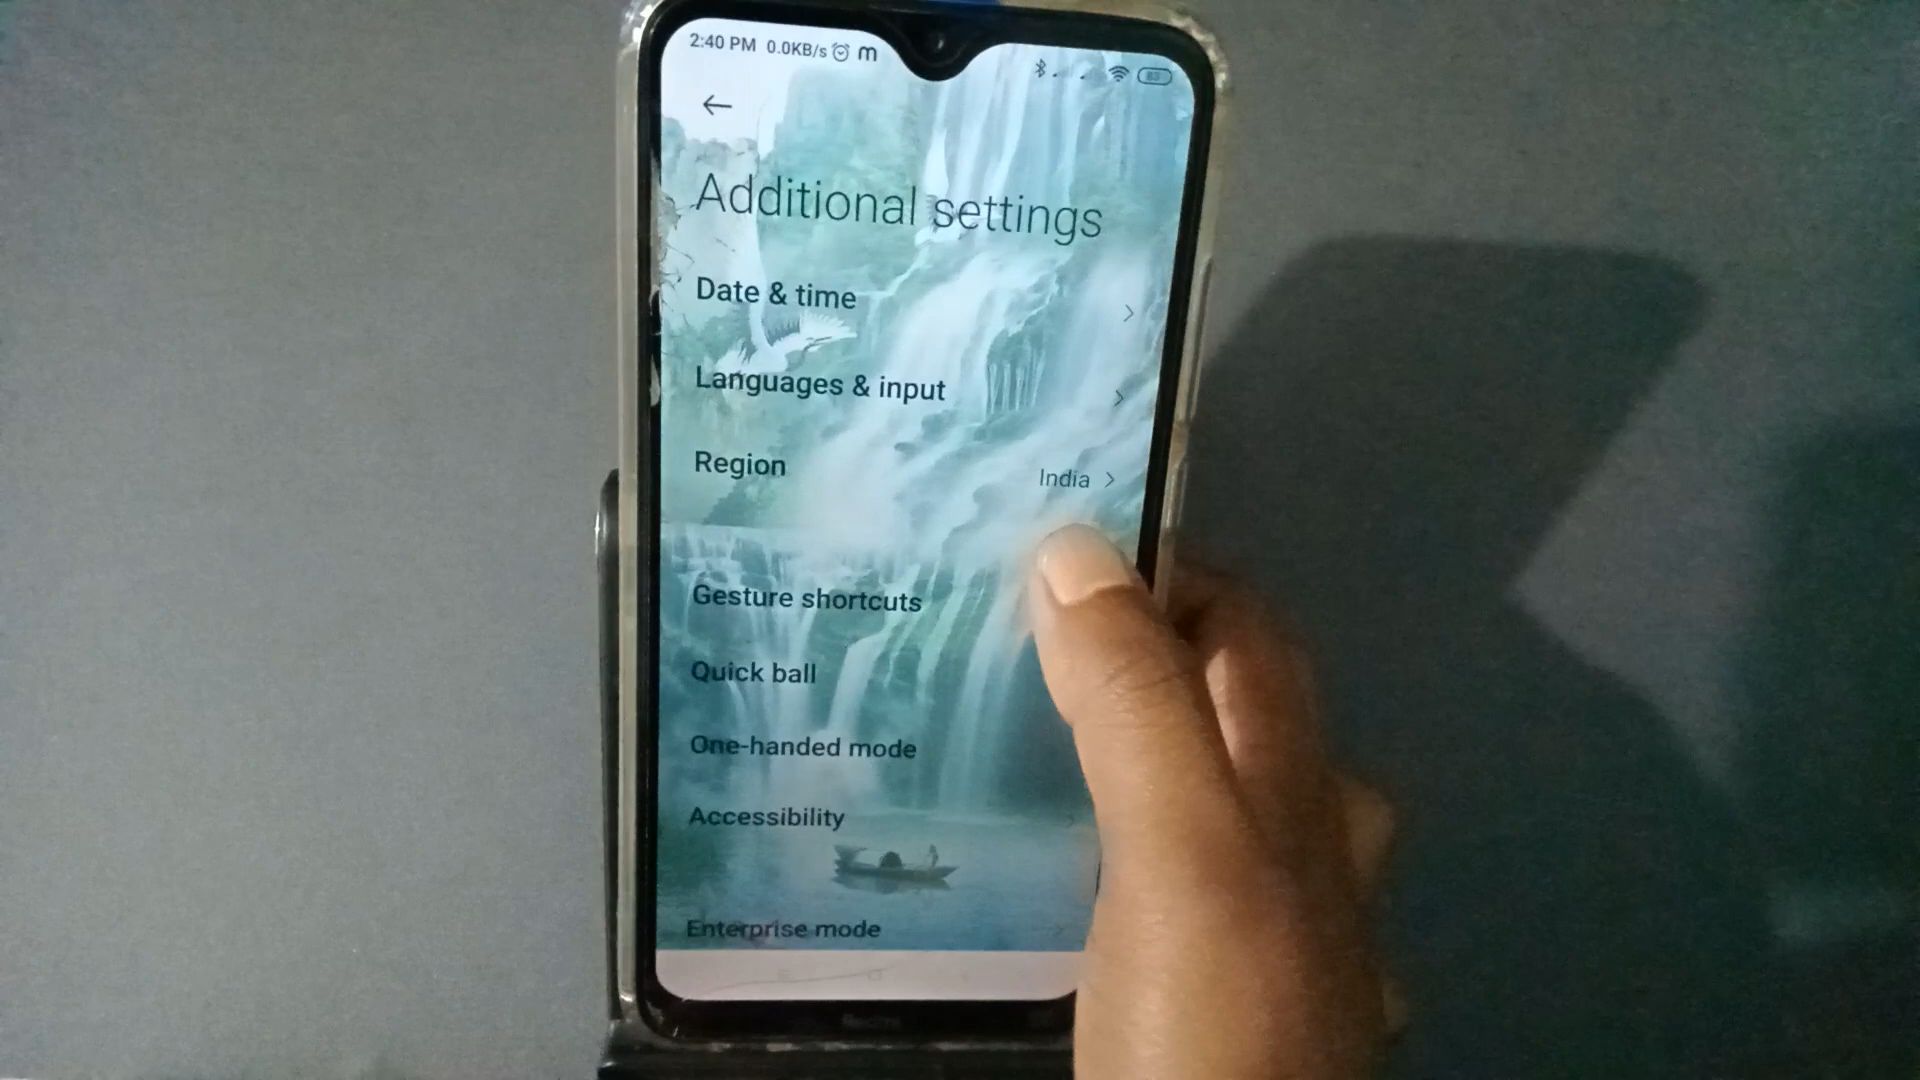 2:40 PM 0.0KB/s m
83
Additional settings
Date & time
Languages & input
Region
India
Gesture shortcuts
Quick ball
One-handed mode
Accessibility
Enterprise mode